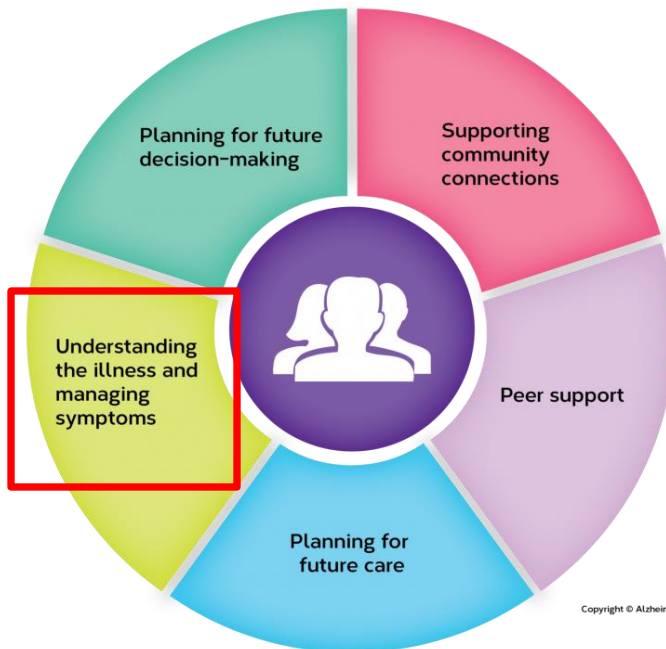 Planning for future
decision-making
Supporting
community
connections
Understanding
the illness and
managing
symptoms
Peer support
Planning for
future care
Copyright © Alzheim